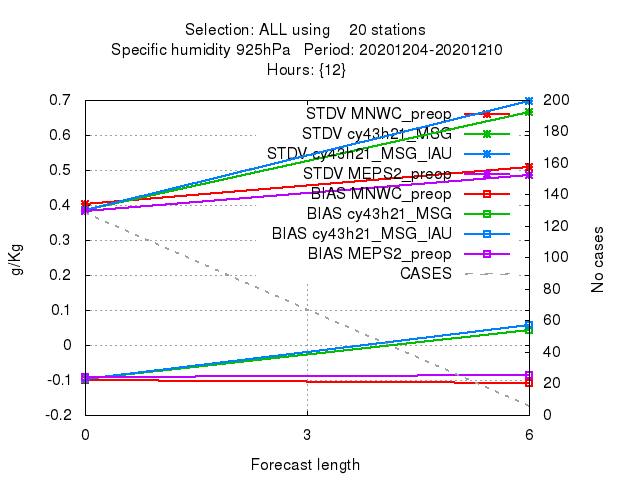 Selection: ALL using 20 stations
Specific humidity 925hPa Period: 20201204-20201210
Hours: {12}
0.7
0.6
0.5
0.4
0.3
0.2
0.1
0
-0.1
-0.2
g/Kg
STDV MNWC_preop
STDV cy43h21_MSG
STDV cy43h21_MSG_IAU
STDV MEPS2_preop
BIAS MNWC_preop
BIAS cy43h21_MSG
BIAS cy43h21_MSG_IAU
BIAS MEPS2_preop
CASES
200
180
160
140
120
100
80
60
40
20
0
No cases
0 3 6
Forecast length